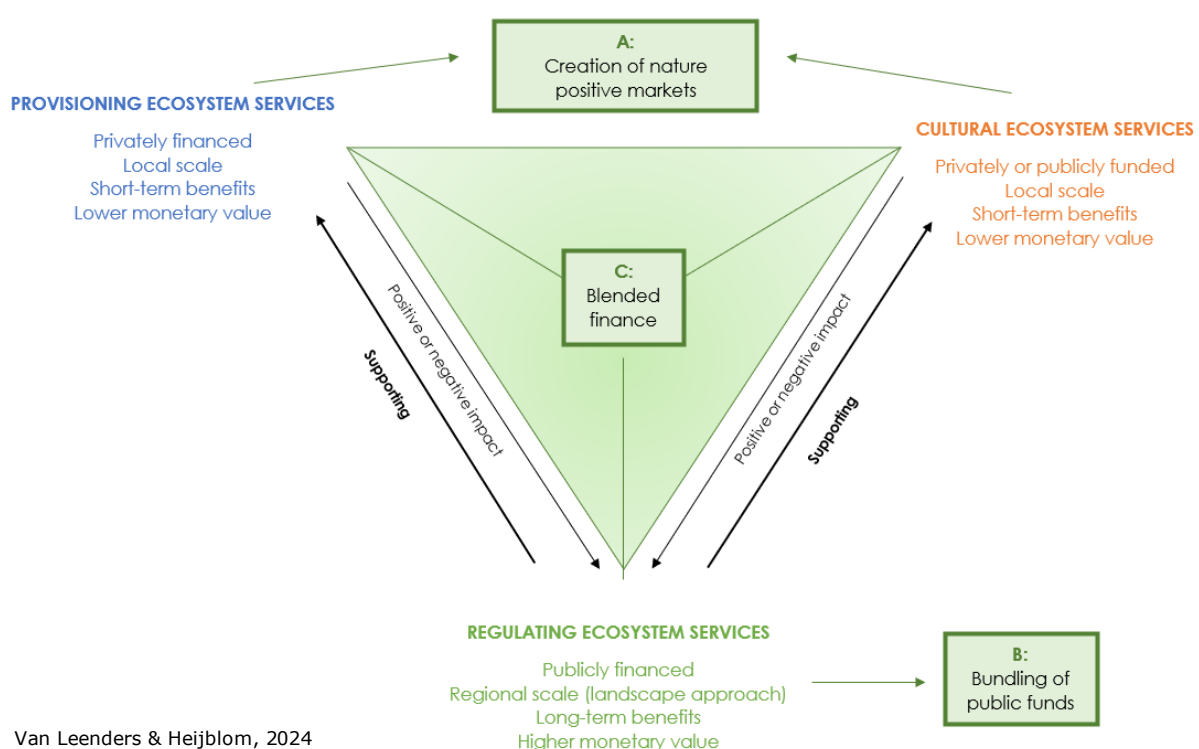 A:
Creation of nature
positive markets
PROVISIONING ECOSYSTEM SERVICES
Privately financed
Local scale
Short-term benefits
Lower monetary value
CULTURAL ECOSYSTEM SERVICES
Privately or publicly funded
Local scale
Short-term benefits
Lower monetary value
C:
Blended
finance
Positive or negative impact
Supporting
Positive or negative impact
Supporting
REGULATING ECOSYSTEM SERVICES
Publicly financed
Regional scale (landscape approach)
Long-term benefits
Higher monetary value
B:
Bundling of
public funds
Van Leenders & Heijblom, 2024